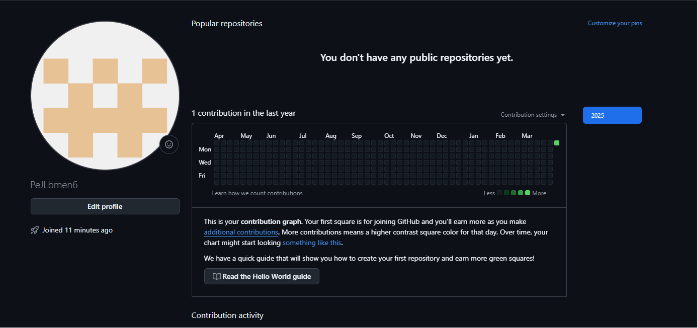 Popular repositories
Customize your pins
You don't have any public repositories yet.
1 contribution in the last year
Contribution settings
2025
Apr May Jun Jul Aug Sep Oct Nov Dec Jan Feb Mar
Mon
Wed
Fri
Learn how we count contributions
Less More
This is your contribution graph. Your first square is for joining GitHub and you'll earn more as you make
additional contributions. More contributions means a higher contrast square color for that day. Over time, your
chart might start looking something like this.
We have a quick guide that will show you how to create your first repository and earn more green squares!
Read the Hello World guide
Contribution activity
Edit profile
Joined 11 minutes ago